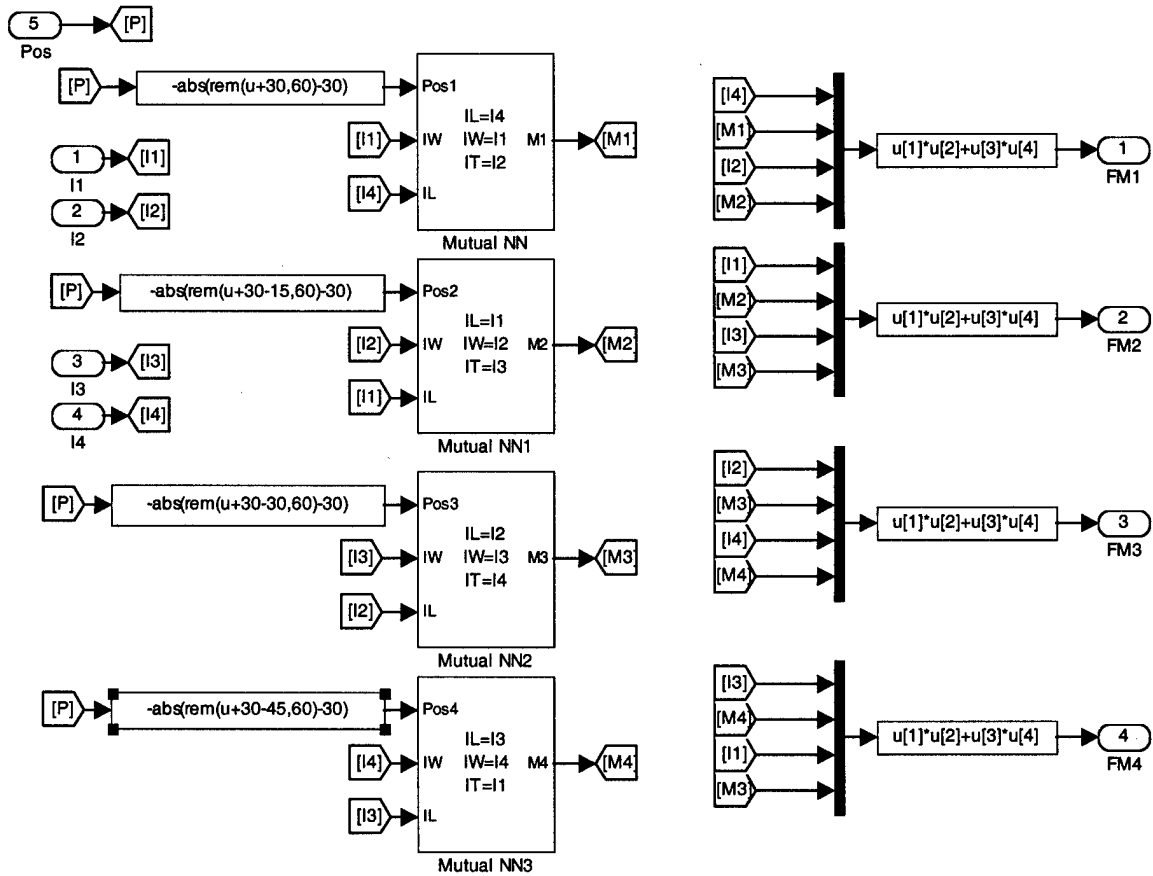 5
[P]
Pos
[P]
-abs(rem(u+30,60)-30)
Pos1
IL=I4
IW=I1
IT=I2
[I1]
IW
M1
[M1]
[I4]
IL
Mutual NN
1
[I1]
I1
2
[I2]
I2
[P]
-abs(rem(u+30-15,60)-30)
Pos2
IL=I1
IW=I2
IT=I3
[I2]
IW
M2
[M2]
[I1]
IL
Mutual NN1
3
[I3]
I3
4
[I4]
I4
[P]
-abs(rem(u+30-30,60)-30)
Pos3
IL=I2
IW=I3
IT=I4
[I3]
IW
M3
[M3]
[I2]
IL
Mutual NN2
[P]
-abs(rem(u+30-45,60)-30)
Pos4
IL=I3
IW=I4
IT=I1
[I4]
IW
M4
[M4]
[I3]
IL
Mutual NN3
[I4]
[M1]
[I2]
[M2]
u[1]*u[2]+u[3]*u[4]
1
FM1
[I1]
[M2]
[I3]
[M3]
u[1]*u[2]+u[3]*u[4]
2
FM2
[I2]
[M3]
[I4]
[M4]
u[1]*u[2]+u[3]*u[4]
3
FM3
[I3]
[M4]
[I1]
[M3]
u[1]*u[2]+u[3]*u[4]
4
FM4